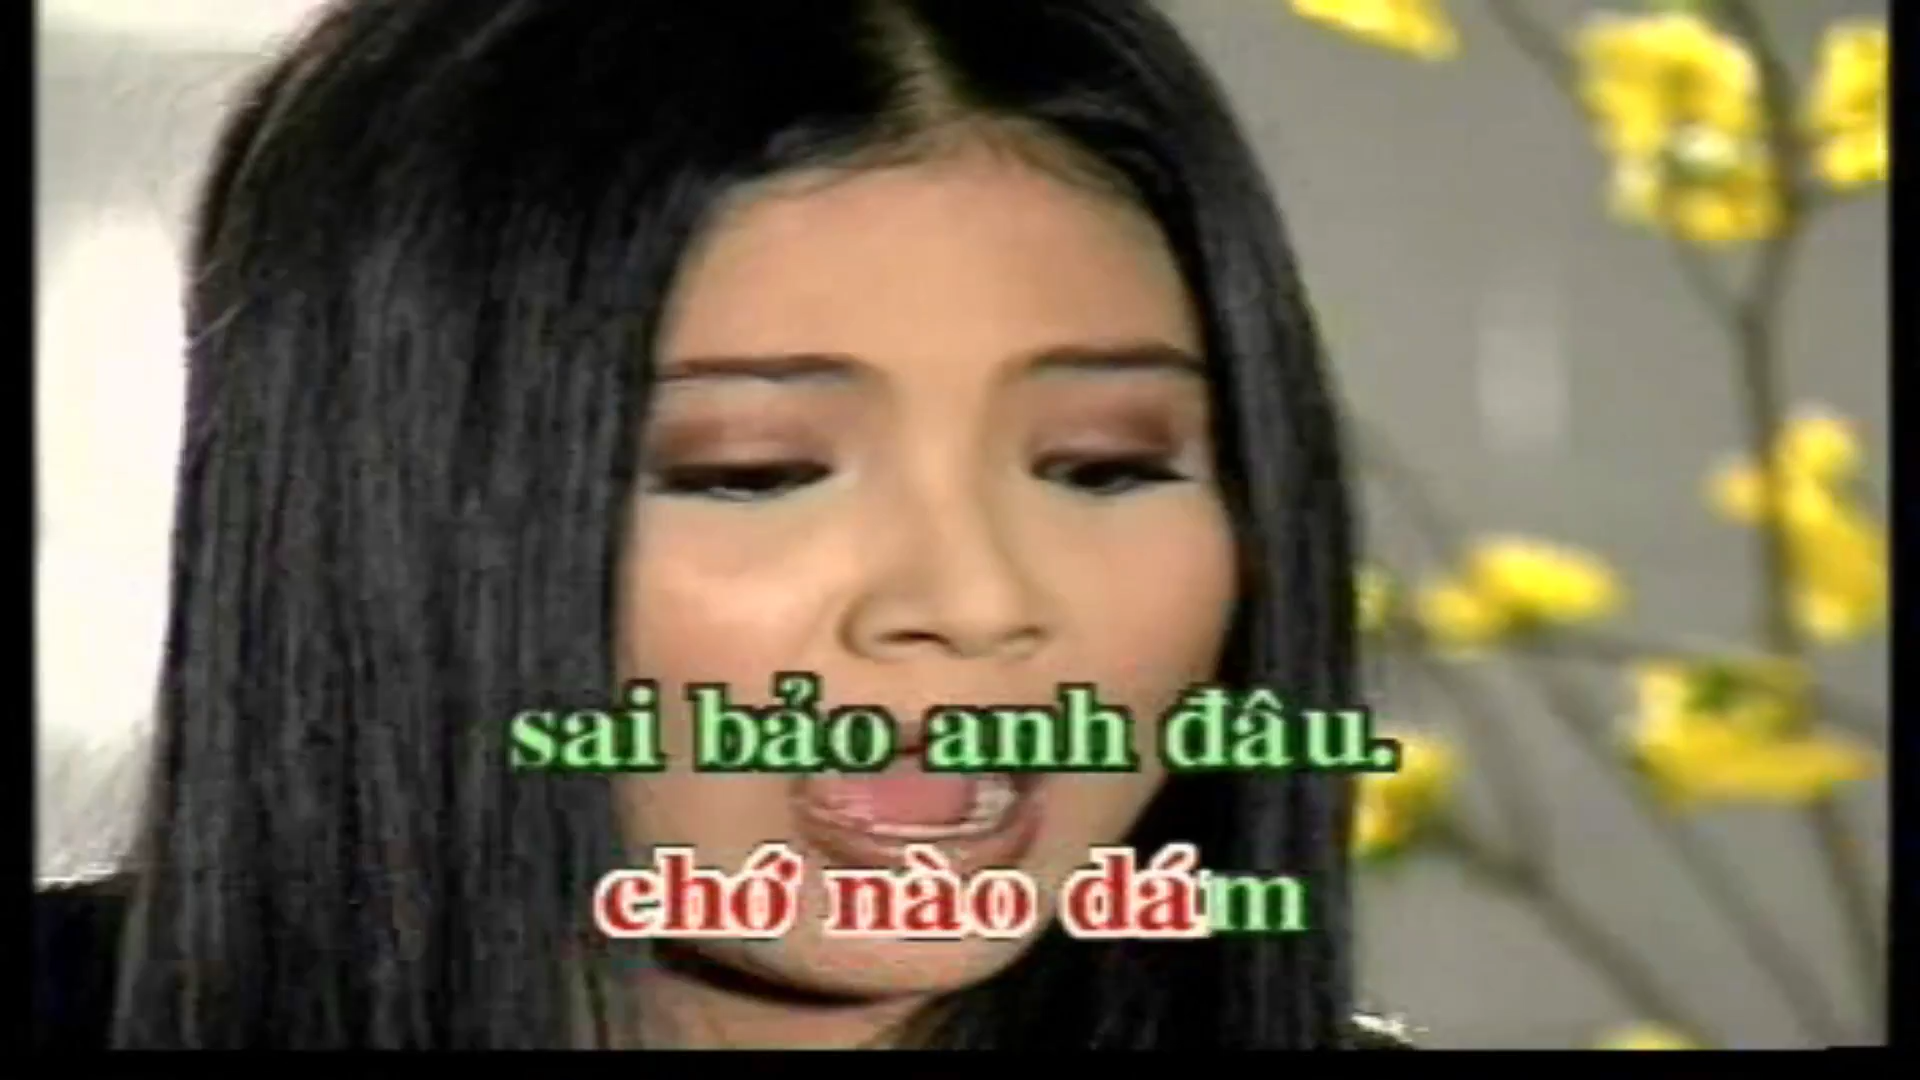 sai bảo anh đâu.
chớ nào dám